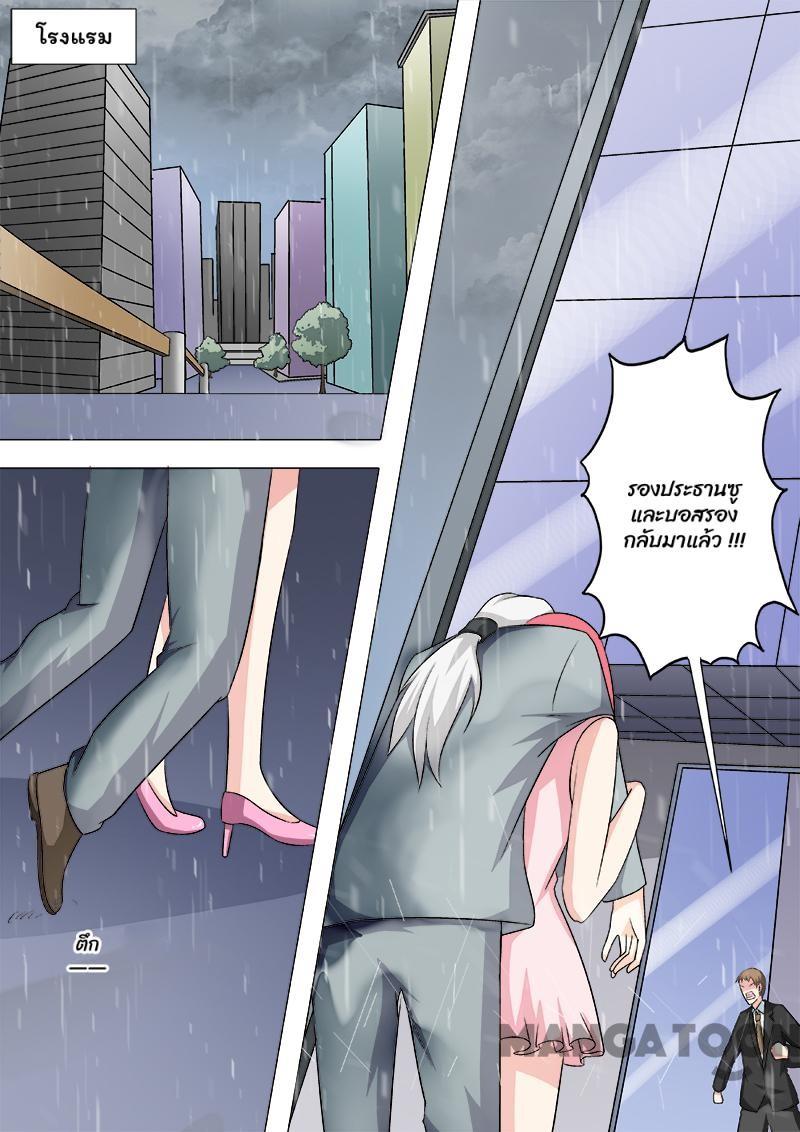 โรงแรม
รองประธานซู
และบอสรอง
กลับมาแล้ว !!!
ตึก
——
MANGATOON